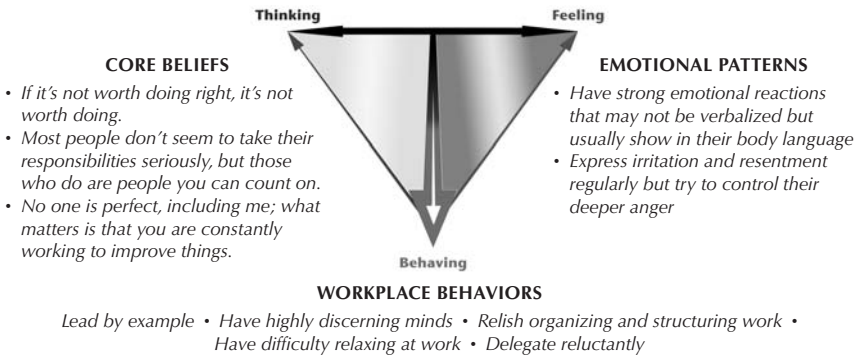 Thinking
Feeling
CORE BELIEFS
• If it's not worth doing right, it's not
worth doing.
• Most people don't seem to take their
responsibilities seriously, but those
who do are people you can count on.
• No one is perfect, including me; what
matters is that you are constantly
working to improve things.
EMOTIONAL PATTERNS
• Have strong emotional reactions
that may not be verbalized but
usually show in their body language
• Express irritation and resentment
regularly but try to control their
deeper anger
Behaving
WORKPLACE BEHAVIORS
Lead by example • Have highly discerning minds • Relish organizing and structuring work •
Have difficulty relaxing at work • Delegate reluctantly